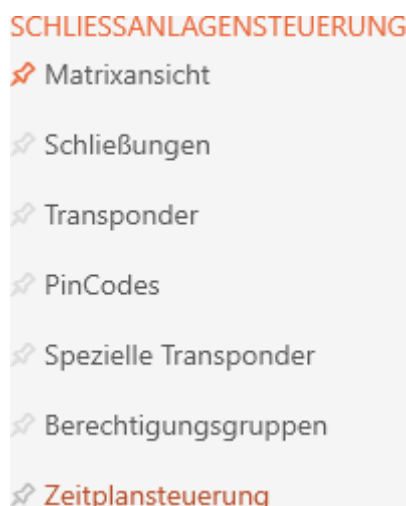 SCHLIESSANLAGENSTEUERUNG
Matrixansicht
Schließungen
Transponder
PinCodes
Spezielle Transponder
Berechtigungsgruppen
Zeitplansteuerung